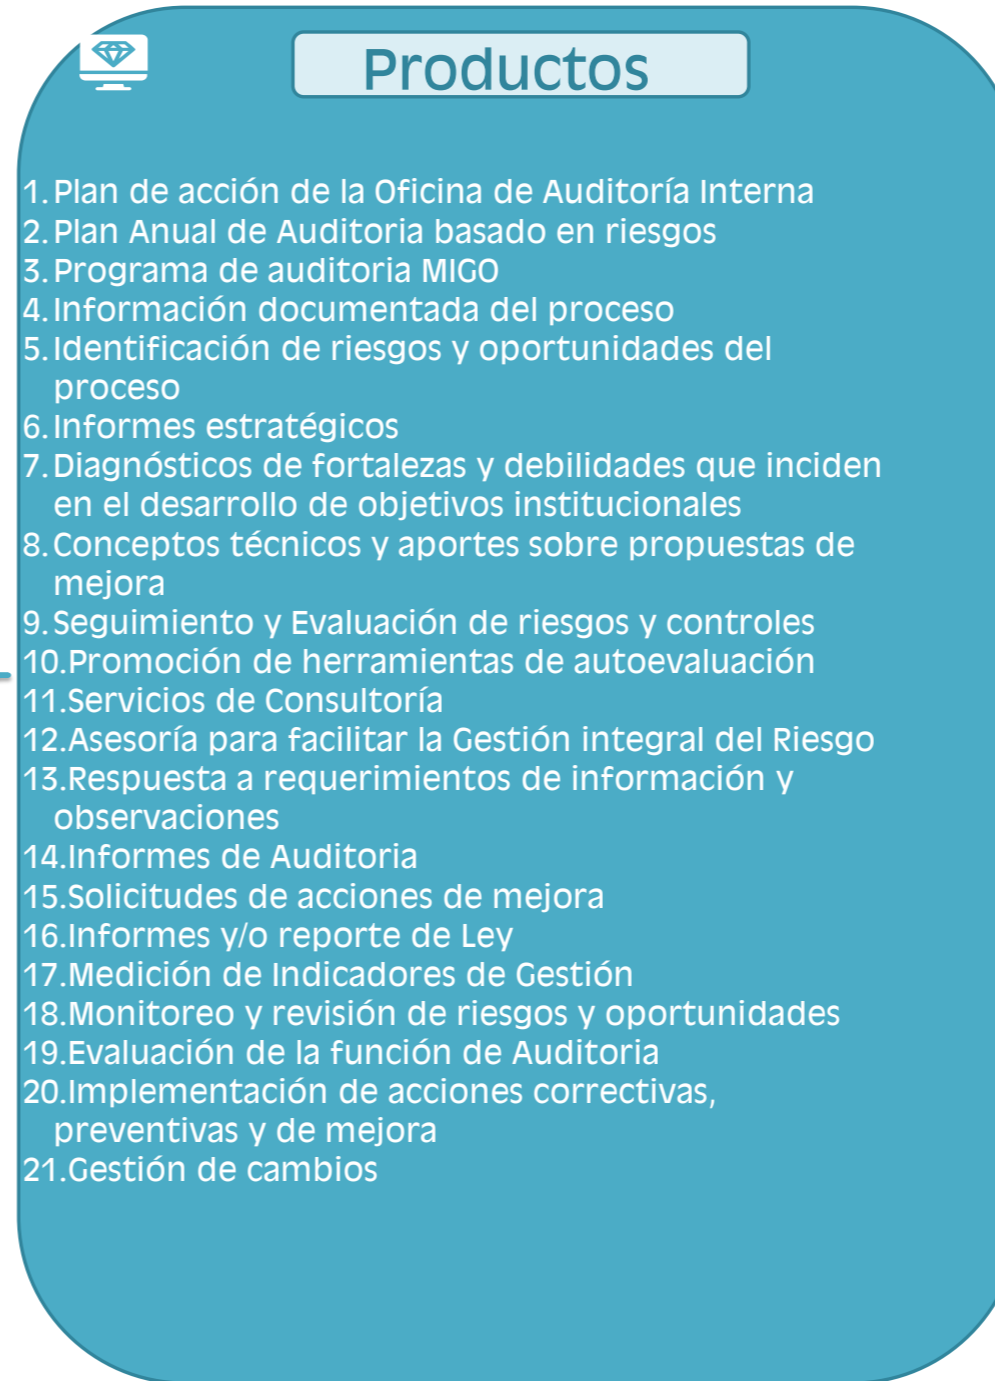 Productos
1. Plan de acción de la Oficina de Auditoría Interna
2. Plan Anual de Auditoria basado en riesgos
3. Programa de auditoria MIGO
4. Información documentada del proceso
5. Identificación de riesgos y oportunidades del
proceso
6. Informes estratégicos
7. Diagnósticos de fortalezas y debilidades que inciden
en el desarrollo de objetivos institucionales
8. Conceptos técnicos y aportes sobre propuestas de
mejora
9. Seguimiento y Evaluación de riesgos y controles
10.Promoción de herramientas de autoevaluación
11.Servicios de Consultoría
12.Asesoría para facilitar la Gestión integral del Riesgo
13.Respuesta a requerimientos de información y
observaciones
14.Informes de Auditoria
15.Solicitudes de acciones de mejora
16.Informes y/o reporte de Ley
17.Medición de Indicadores de Gestión
18.Monitoreo y revisión de riesgos y oportunidades
19.Evaluación de la función de Auditoria
20.Implementación de acciones correctivas,
preventivas y de mejora
21.Gestión de cambios